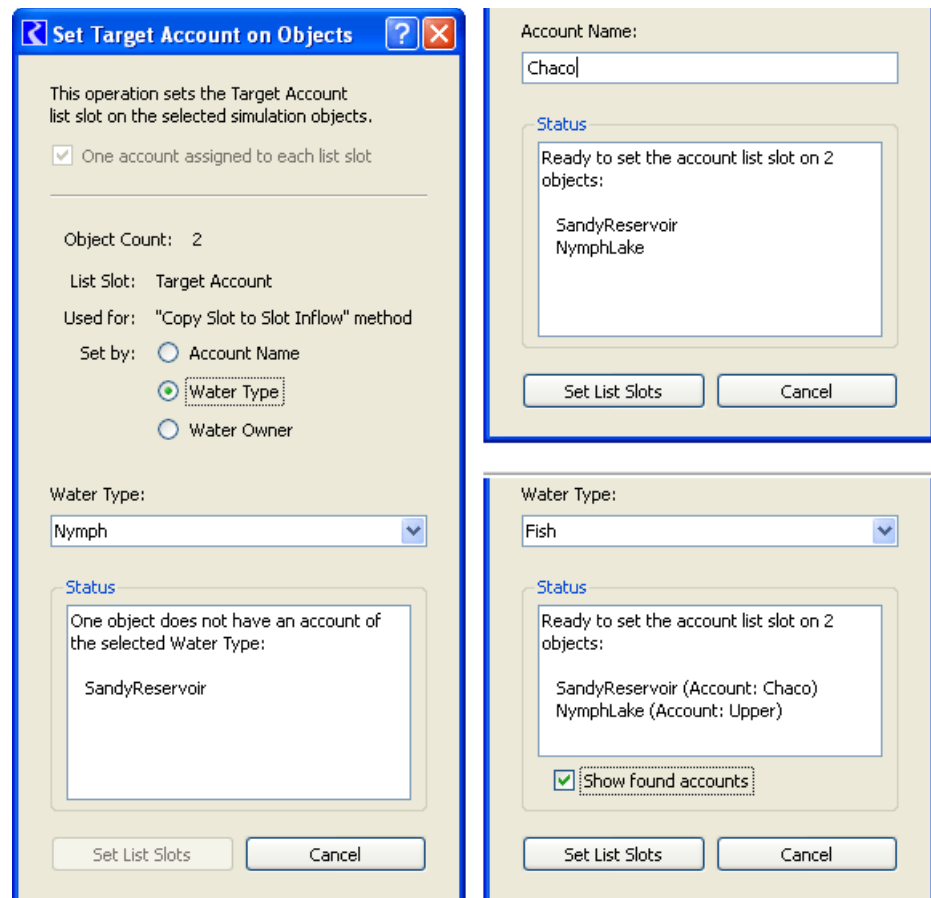 Set Target Account on Objects
This operation sets the Target Account
list slot on the selected simulation objects.
One account assigned to each list slot
Object Count: 2
List Slot: Target Account
Used for: "Copy Slot to Slot Inflow" method
Set by: Account Name
Water Type
Water Owner
Water Type:
Nymph
Status
One object does not have an account of
the selected Water Type:
SandyReservoir
Set List Slots Cancel
Account Name:
Chaco
Status
Ready to set the account list slot on 2
objects:
SandyReservoir
NymphLake
Set List Slots Cancel
Water Type:
Fish
Status
Ready to set the account list slot on 2
objects:
SandyReservoir (Account: Chaco)
NymphLake (Account: Upper)
Show found accounts
Set List Slots Cancel